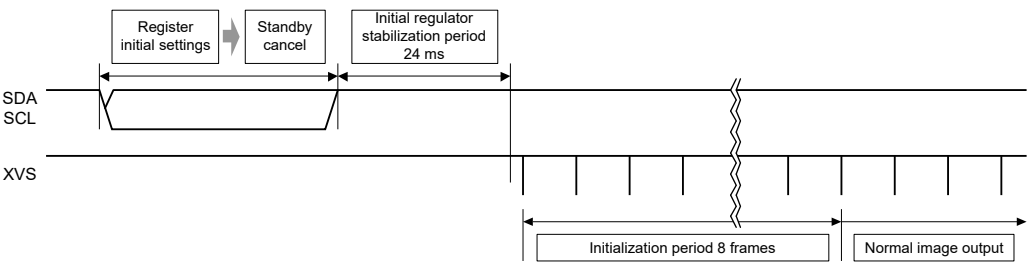 Register
initial settings
Standby
cancel
Initial regulator
stabilization period
24 ms
SDA
SCL
XVS
Initialization period 8 frames
Normal image output